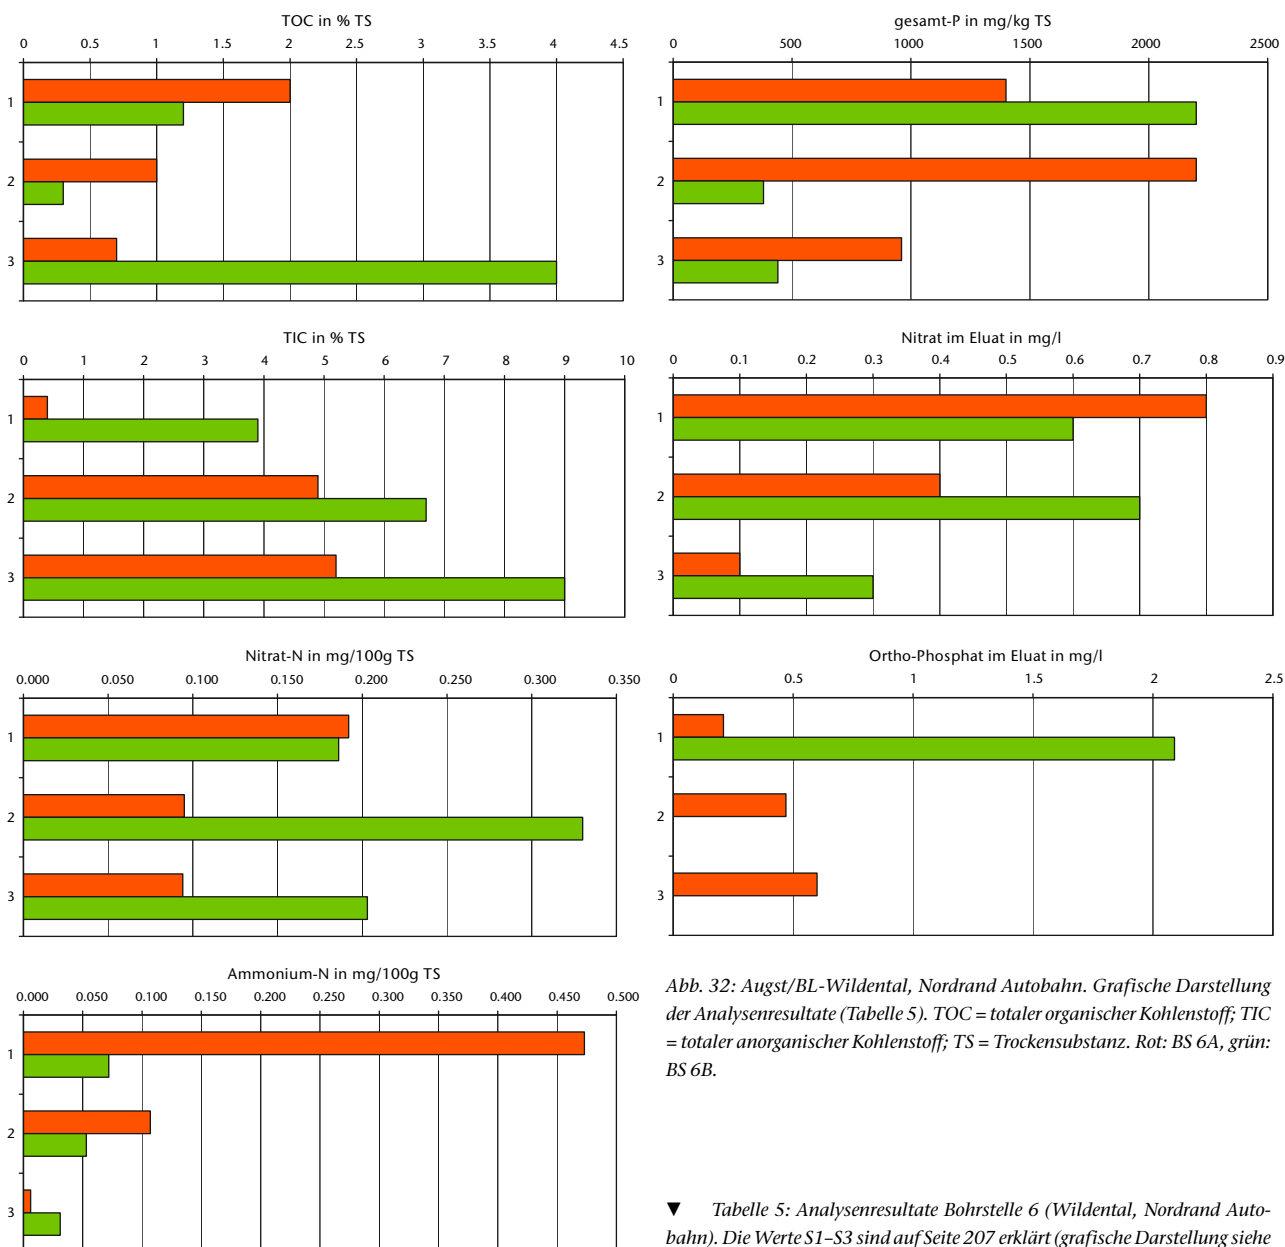 TOC in % TS
0 0.5 1 1.5 2 2.5 3 3.5 4 4.5
1
2
3
gesamt-P in mg/kg TS
0 500 1000 1500 2000 2500
1
2
3
TIC in % TS
0 1 2 3 4 5 6 7 8 9 10
1
2
3
Nitrat im Eluat in mg/l
0 0.1 0.2 0.3 0.4 0.5 0.6 0.7 0.8 0.9
1
2
3
Nitrat-N in mg/100g TS
0.000 0.050 0.100 0.150 0.200 0.250 0.300 0.350
1
2
3
Ortho-Phosphat im Eluat in mg/l
0 0.5 1 1.5 2 2.5
1
2
3
Ammonium-N in mg/100g TS
0.000 0.050 0.100 0.150 0.200 0.250 0.300 0.350 0.400 0.450 0.500
1
2
3
Abb. 32: Augst/BL-Wildental, Nordrand Autobahn. Grafische Darstellung
der Analysenresultate (Tabelle 5). TOC = totaler organischer Kohlenstoff; TIC
= totaler anorganischer Kohlenstoff; TS = Trockensubstanz. Rot: BS 6A, grün:
BS 6B.
▼ Tabelle 5: Analysenresultate Bohrstelle 6 (Wildental, Nordrand Auto-
bahn). Die Werte S1–S3 sind auf Seite 207 erklärt (grafische Darstellung siehe